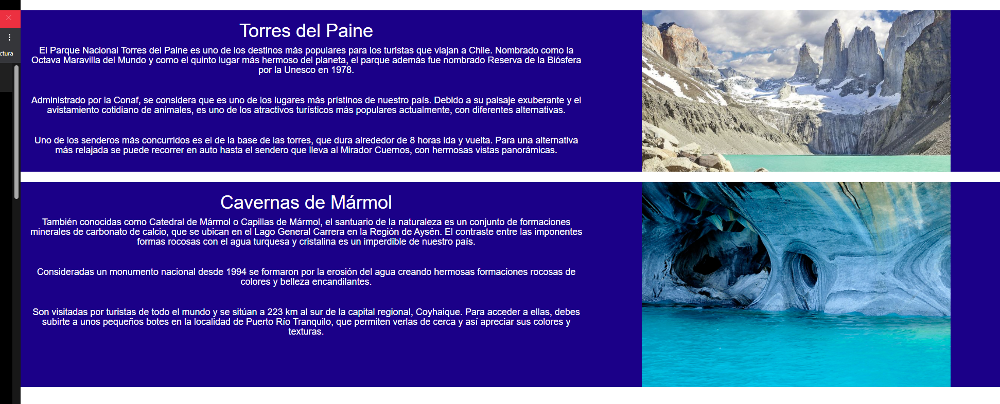 ctura
Torres del Paine
El Parque Nacional Torres del Paine es uno de los destinos más populares para los turistas que viajan a Chile. Nombrado como la
Octava Maravilla del Mundo y como el quinto lugar más hermoso del planeta, el parque además fue nombrado Reserva de la Biósfera
por la Unesco en 1978.
Administrado por la Conaf, se considera que es uno de los lugares más prístinos de nuestro país. Debido a su paisaje exuberante y el
avistamiento cotidiano de animales, es uno de los atractivos turísticos más populares actualmente, con diferentes alternativas.
Uno de los senderos más concurridos es el de la base de las torres, que dura alrededor de 8 horas ida y vuelta. Para una alternativa
más relajada se puede recorrer en auto hasta el sendero que lleva al Mirador Cuernos, con hermosas vistas panorámicas.
Cavernas de Mármol
También conocidas como Catedral de Mármol o Capillas de Mármol, el santuario de la naturaleza es un conjunto de formaciones
minerales de carbonato de calcio, que se ubican en el Lago General Carrera en la Región de Aysén. El contraste entre las imponentes
formas rocosas con el agua turquesa y cristalina es un imperdible de nuestro país.
Consideradas un monumento nacional desde 1994 se formaron por la erosión del agua creando hermosas formaciones rocosas de
colores y belleza encandilantes.
Son visitadas por turistas de todo el mundo y se sitúan a 223 km al sur de la capital regional, Coyhaique. Para acceder a ellas, debes
subirte a unos pequeños botes en la localidad de Puerto Río Tranquilo, que permiten verlas de cerca y así apreciar sus colores y
texturas.